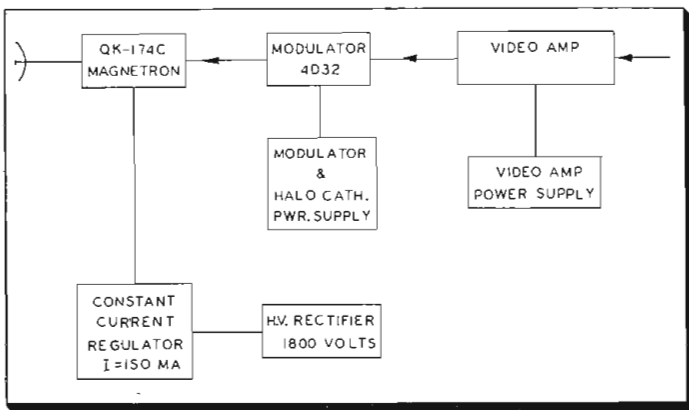 QK-174C
MAGNETRON
MODULATOR
4D32
VIDEO AMP
MODULATOR
&
HALO CATH.
PWR. SUPPLY
VIDEO AMP
POWER SUPPLY
CONSTANT
CURRENT
REGULATOR
I=150 MA
H.V. RECTIFIER
1800 VOLTS